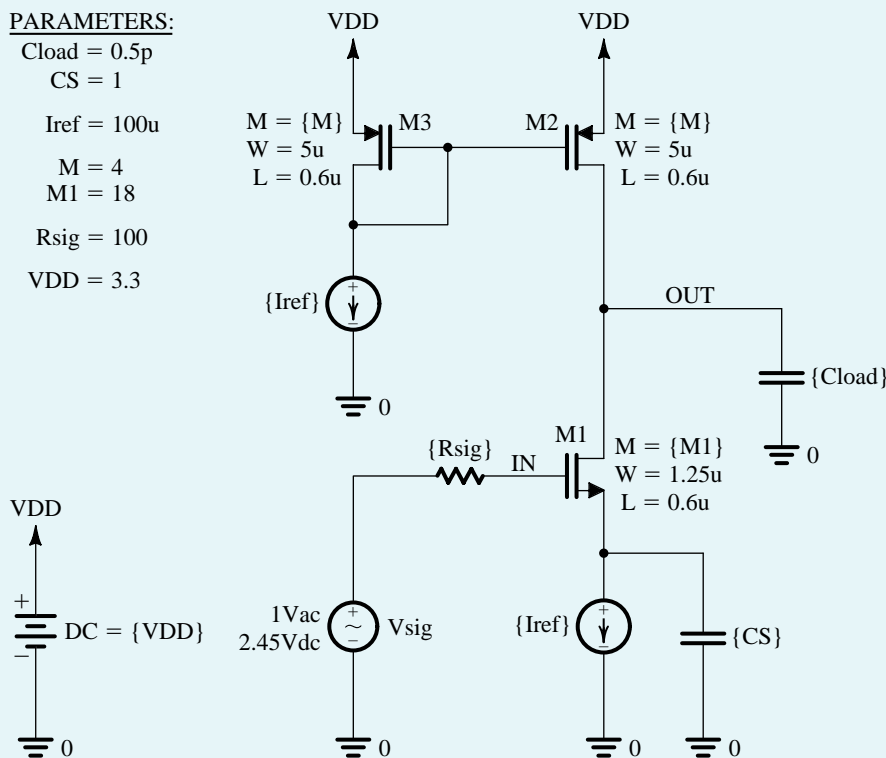 PARAMETERS:
Cload = 0.5p
CS = 1
Iref = 100u
M = 4
M1 = 18
Rsig = 100
VDD = 3.3
VDD
VDD
M = {M}
W = 5u
L = 0.6u
M3
M2
M = {M}
W = 5u
L = 0.6u
{Iref}
+
−
0
OUT
{Cload}
0
{Rsig}
IN
M1
M = {M1}
W = 1.25u
L = 0.6u
VDD
+
−
DC = {VDD}
0
1Vac
2.45Vdc
+
~
−
Vsig
0
{Iref}
+
−
0
{CS}
0